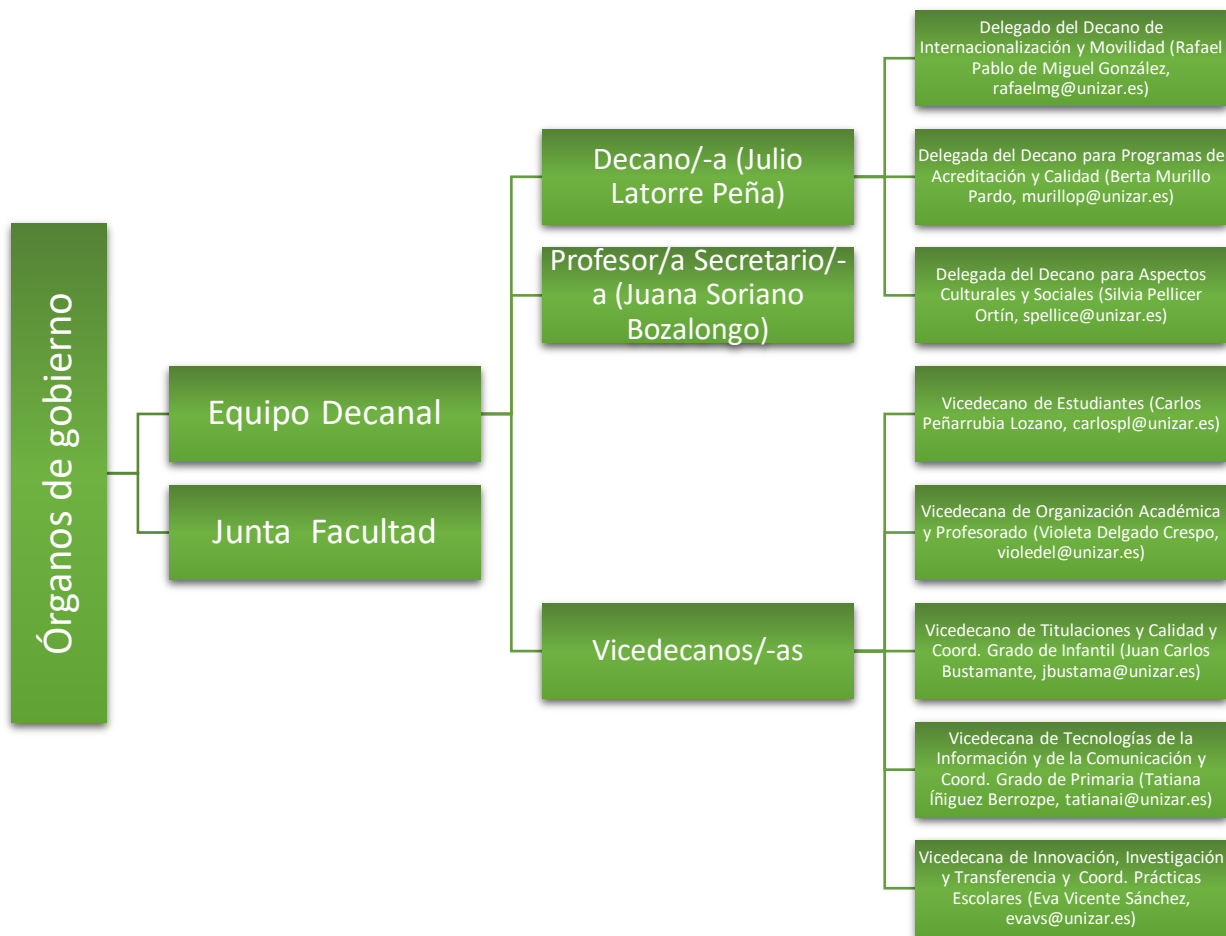 Órganos de gobierno
Equipo Decanal
Junta Facultad
Decano/-a (Julio
Latorre Peña)
Profesor/a Secretario/-
a (Juana Soriano
Bozalongo)
Vicedecanos/-as
Delegado del Decano de
Internacionalización y Movilidad (Rafael
Pablo de Miguel González,
rafaelmg@unizar.es)
Delegada del Decano para Programas de
Acreditación y Calidad (Berta Murillo
Pardo, murillop@unizar.es)
Delegada del Decano para Aspectos
Culturales y Sociales (Silvia Pellicer
Ortín, spellice@unizar.es)
Vicedecano de Estudiantes (Carlos
Peñarrubia Lozano, carlospl@unizar.es)
Vicedecana de Organización Académica
y Profesorado (Violeta Delgado Crespo,
violedel@unizar.es)
Vicedecano de Titulaciones y Calidad y
Coord. Grado de Infantil (Juan Carlos
Bustamante, jbustama@unizar.es)
Vicedecana de Tecnologías de la
Información y de la Comunicación y
Coord. Grado de Primaria (Tatiana
Íñiguez Berrozpe, tatianai@unizar.es)
Vicedecana de Innovación, Investigación
y Transferencia y Coord. Prácticas
Escolares (Eva Vicente Sánchez,
evavs@unizar.es)